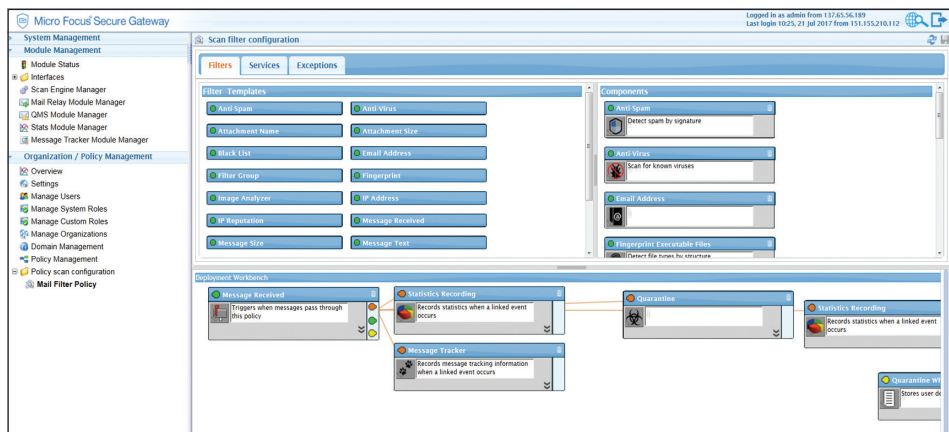 Micro Focus Secure Gateway
Logged in as admin from 137.65.56.189
Last login 10:25, 21 Jul 2017 from 151.155.210.112
System Management
Module Management
Module Status
Interfaces
Scan Engine Manager
Mail Relay Module Manager
QMS Module Manager
Stats Module Manager
Message Tracker Module Manager
Organization / Policy Management
Overview
Settings
Manage Users
Manage System Roles
Manage Custom Roles
Manage Organizations
Domain Management
Policy Management
Policy scan configuration
Mail Filter Policy
Scan filter configuration
Filters Services Exceptions
Filter Templates
Anti-Spam Anti-Virus
Attachment Name Attachment Size
Black List Email Address
Filter Group Fingerprint
Image Analyzer IP Address
IP Reputation Message Received
Message Size Message Text
Components
Anti-Spam
Detect spam by signature
Anti-Virus
Scan for known viruses
Email Address
Fingerprint Executable Files
Detect file types by structure
Deployment Workbench
Message Received
Triggers when messages pass through
this policy
Statistics Recording
Records statistics when a linked event
occurs
Message Tracker
Records message tracking information
when a linked event occurs
Quarantine
Statistics Recording
Records statistics when a linked event
occurs
Quarantine W
Stores user d